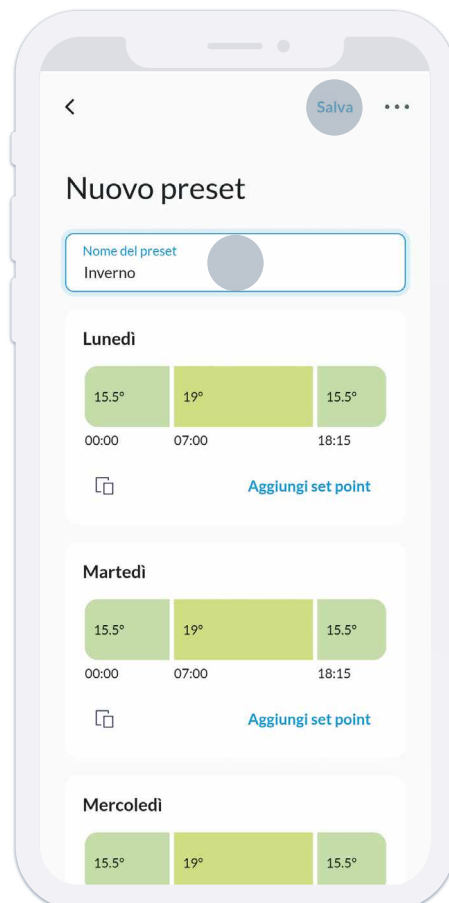 Salva
Nuovo preset
Nome del preset
Inverno
Lunedì
15.5° 19° 15.5°
00:00 07:00 18:15
Aggiungi set point
Martedì
15.5° 19° 15.5°
00:00 07:00 18:15
Aggiungi set point
Mercoledì
15.5° 19° 15.5°